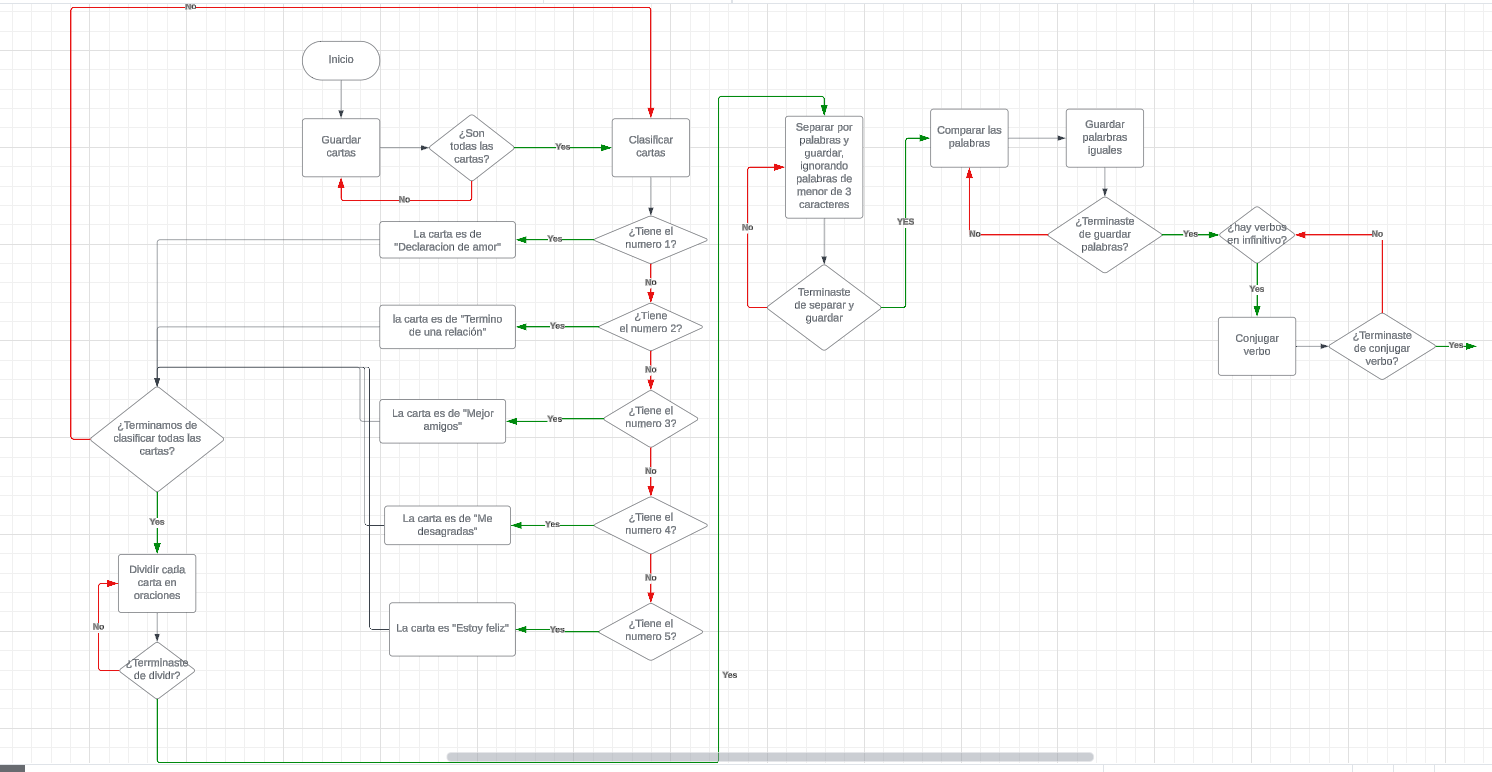 No
Inicio
Guardar
cartas
¿Son
todas las
cartas?
Yes
No
Clasificar
cartas
¿Tiene el
numero 1?
Yes
La carta es de
"Declaracion de amor"
No
¿Tiene
el numero 2?
Yes
la carta es de "Termino
de una relación"
No
¿Tiene el
numero 3?
Yes
La carta es de "Mejor
amigos"
No
¿Tiene el
numero 4?
Yes
La carta es de "Me
desagradas"
No
¿Tiene el
numero 5?
Yes
La carta es "Estoy feliz"
¿Terminamos de
clasificar todas las
cartas?
Yes
Dividir cada
carta en
oraciones
No
¿Terminaste
de dividr?
Yes
Separar por
palabras y
guardar,
ignorando
palabras de
menor de 3
caracteres
No
Terminaste
de separar y
guardar
YES
Comparar las
palabras
Guardar
palarbras
iguales
No
¿Terminaste
de guardar
palabras?
Yes
¿hay verbos
en infinitivo?
No
Yes
Conjugar
verbo
¿Terminaste
de conjugar
verbo?
Yes